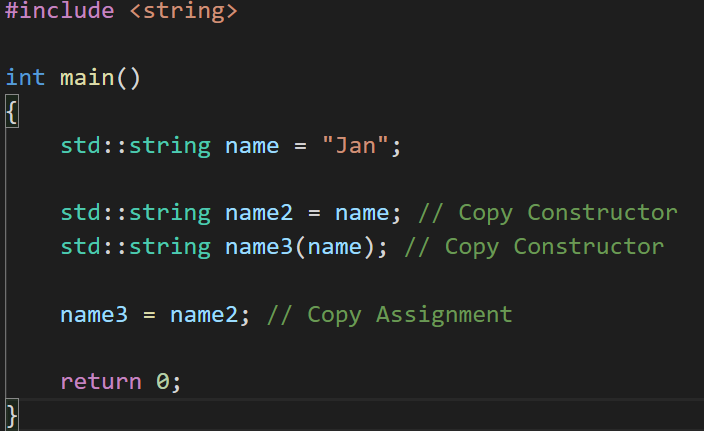 #include <string>
int main()
{
std::string name = "Jan";
std::string name2 = name; // Copy Constructor
std::string name3(name); // Copy Constructor
name3 = name2; // Copy Assignment
return 0;
}